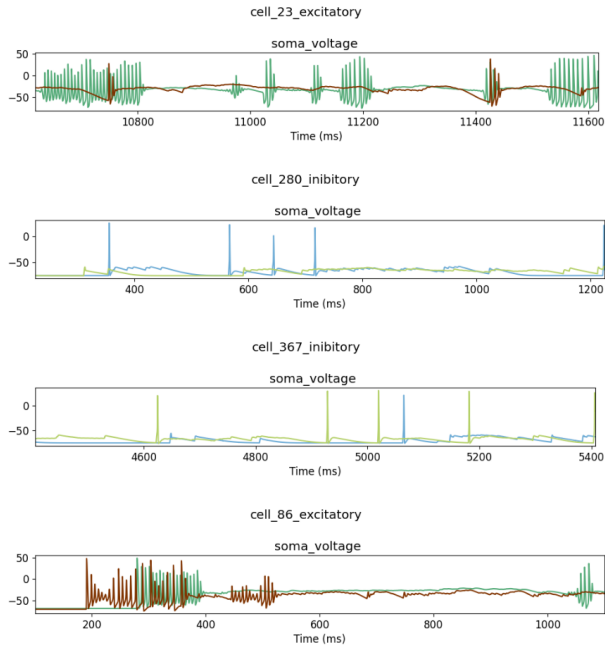 cell_23_excitatory
soma_voltage
50
0
−50
10800 11000 11200 11400 11600
Time (ms)
cell_280_inibitory
soma_voltage
0
−50
400 600 800 1000 1200
Time (ms)
cell_367_inibitory
soma_voltage
0
−50
4600 4800 5000 5200 5400
Time (ms)
cell_86_excitatory
soma_voltage
50
0
−50
200 400 600 800 1000
Time (ms)